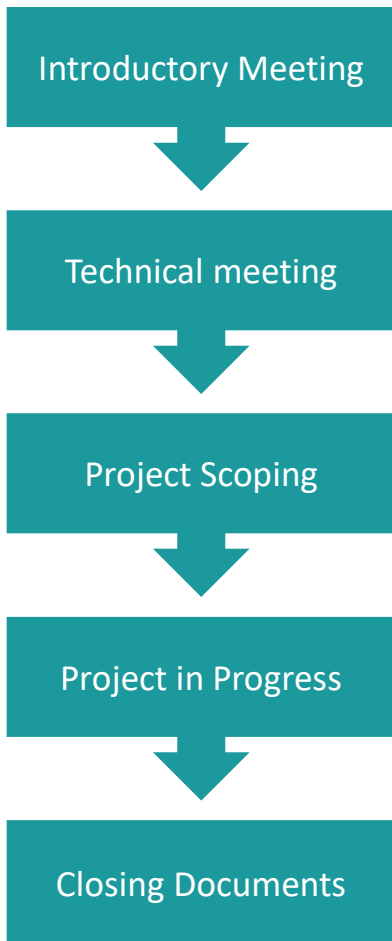 Introductory Meeting
Technical meeting
Project Scoping
Project in Progress
Closing Documents